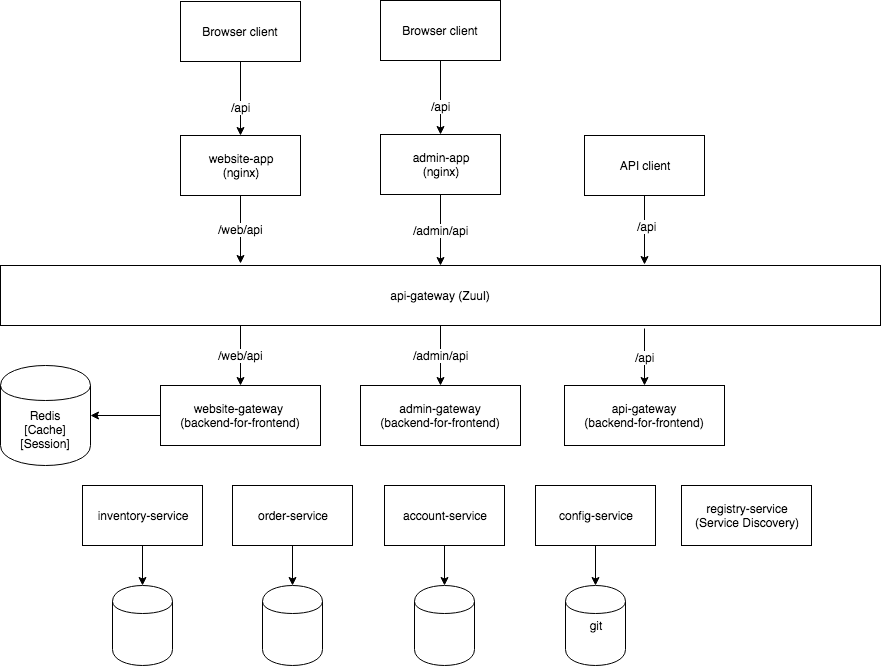 Browser client
Browser client
/api
/api
website-app
(nginx)
admin-app
(nginx)
API client
/web/api
/admin/api
/api
api-gateway (Zuul)
/web/api
/admin/api
/api
Redis
[Cache]
[Session]
website-gateway
(backend-for-frontend)
admin-gateway
(backend-for-frontend)
api-gateway
(backend-for-frontend)
inventory-service
order-service
account-service
config-service
registry-service
(Service Discovery)
git